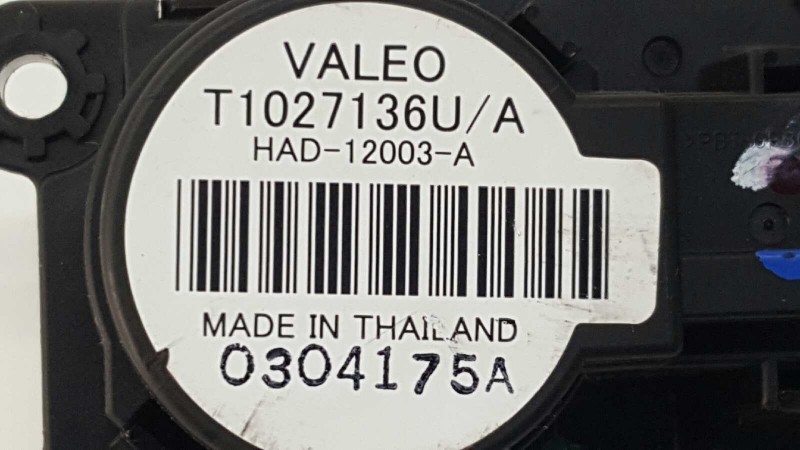 VALEO
T1027136U/A
HAD-12003-A
MADE IN THAILAND
0304175A